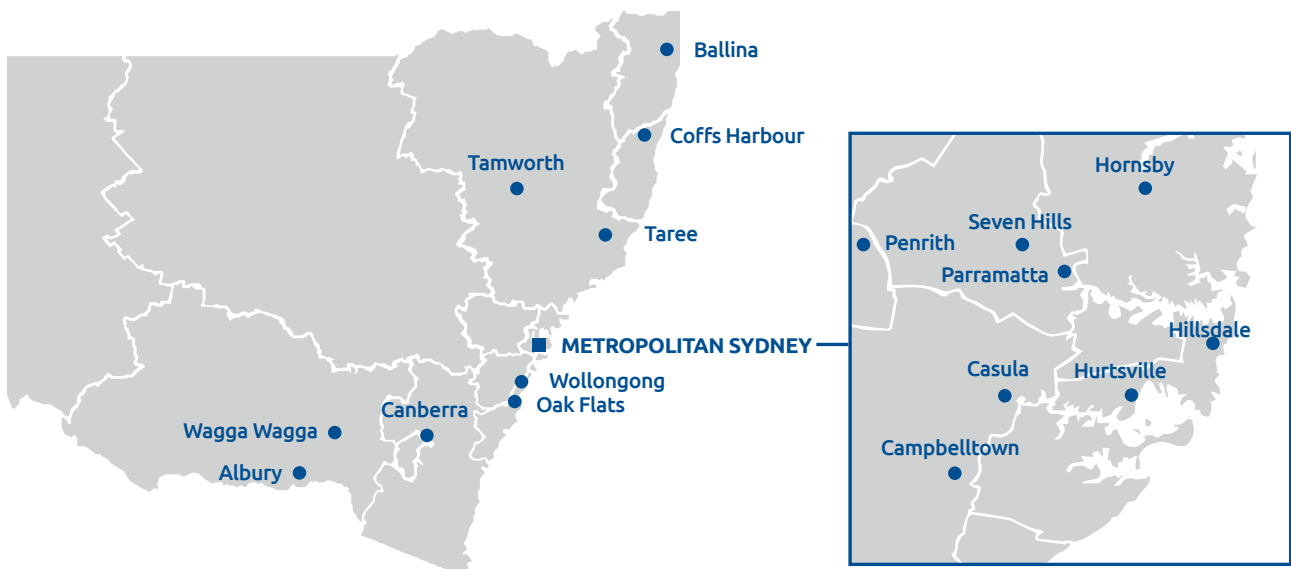 Ballina
Coffs Harbour
Tamworth
Taree
METROPOLITAN SYDNEY
Wollongong
Oak Flats
Canberra
Wagga Wagga
Albury
Hornsby
Seven Hills
Penrith
Parramatta
Hillsdale
Casula
Hurtsville
Campbelltown